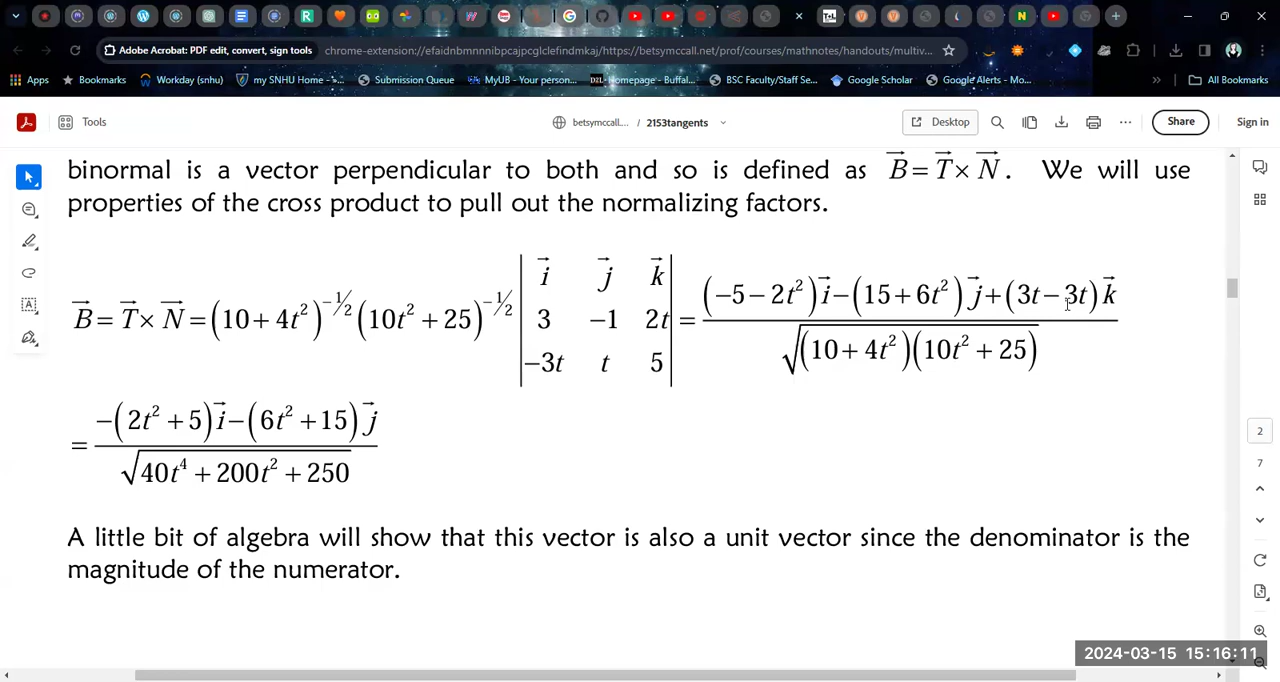 Adobe Acrobat: PDF edit, convert, sign tools chrome-extension://efaidnbmnnnibpcajpcglclefindmkaj/https://betsymccall.net/prof/courses/mathnotes/handouts/multiv...
Apps Bookmarks Workday (snhu) my SNHU Home - '... Submission Queue MyUB - Your person... Homepage - Buffal... BSC Faculty/Staff Se... Google Scholar Google Alerts - Mo... » All Bookmarks
Tools betsymccall.... / 2153tangents Desktop Share Sign in
binormal is a vector perpendicular to both and so is defined as B⃗ = T⃗ × N⃗ . We will use
properties of the cross product to pull out the normalizing factors.
B⃗ = T⃗ × N⃗ = (10 + 4t²)^(-1/2) (10t² + 25)^(-1/2) | i⃗ j⃗ k⃗ ; 3 −1 2t ; −3t t 5 | = ((−5 − 2t²) i⃗ − (15 + 6t²) j⃗ + (3t − 3t) k⃗) / √((10 + 4t²)(10t² + 25))
= (−(2t² + 5) i⃗ − (6t² + 15) j⃗) / √(40t⁴ + 200t² + 250)
A little bit of algebra will show that this vector is also a unit vector since the denominator is the
magnitude of the numerator.
2
7
2024-03-15 15:16:11